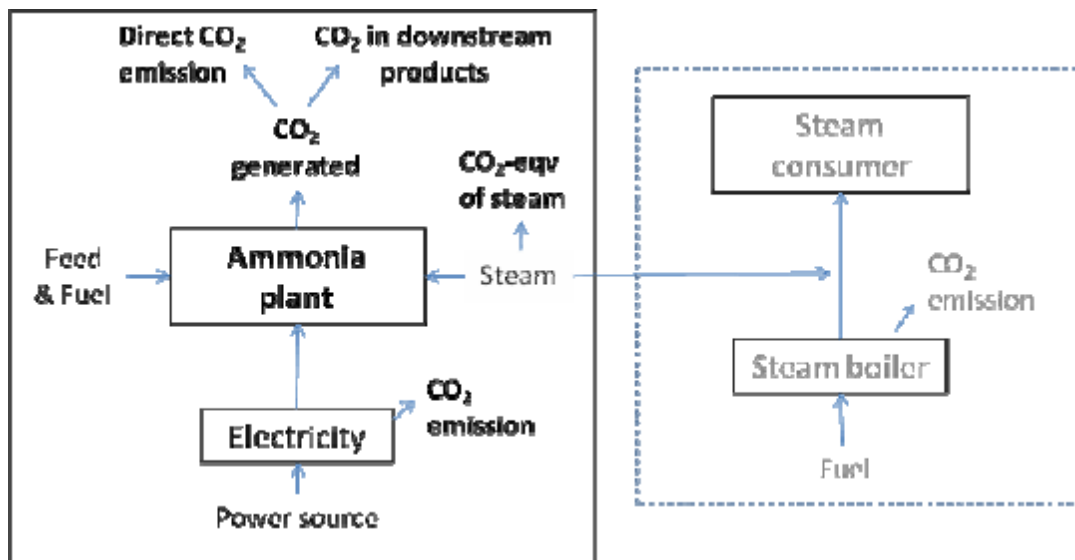 Direct CO₂
emission
CO₂ in downstream
products
CO₂
generated
CO₂-eqv
of steam
Feed
& Fuel
Ammonia
plant
Steam
Electricity
CO₂
emission
Power source
Steam
consumer
CO₂
emission
Steam boiler
Fuel